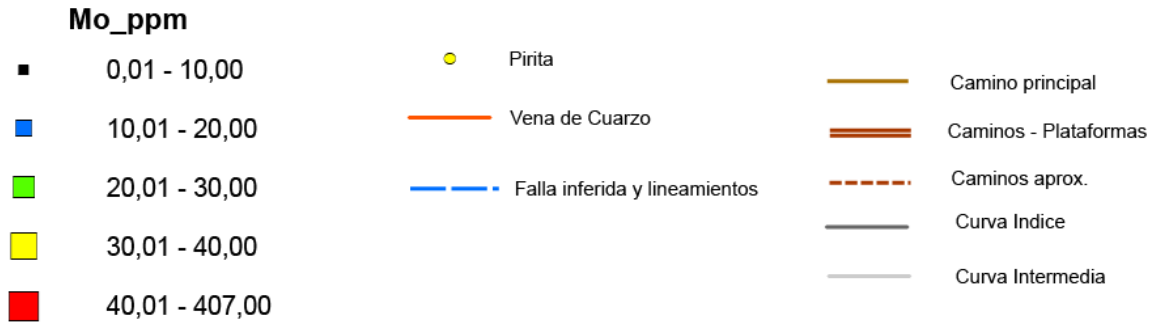 Mo_ppm
0,01 - 10,00
10,01 - 20,00
20,01 - 30,00
30,01 - 40,00
40,01 - 407,00
Pirita
Vena de Cuarzo
Falla inferida y lineamientos
Camino principal
Caminos - Plataformas
Caminos aprox.
Curva Indice
Curva Intermedia